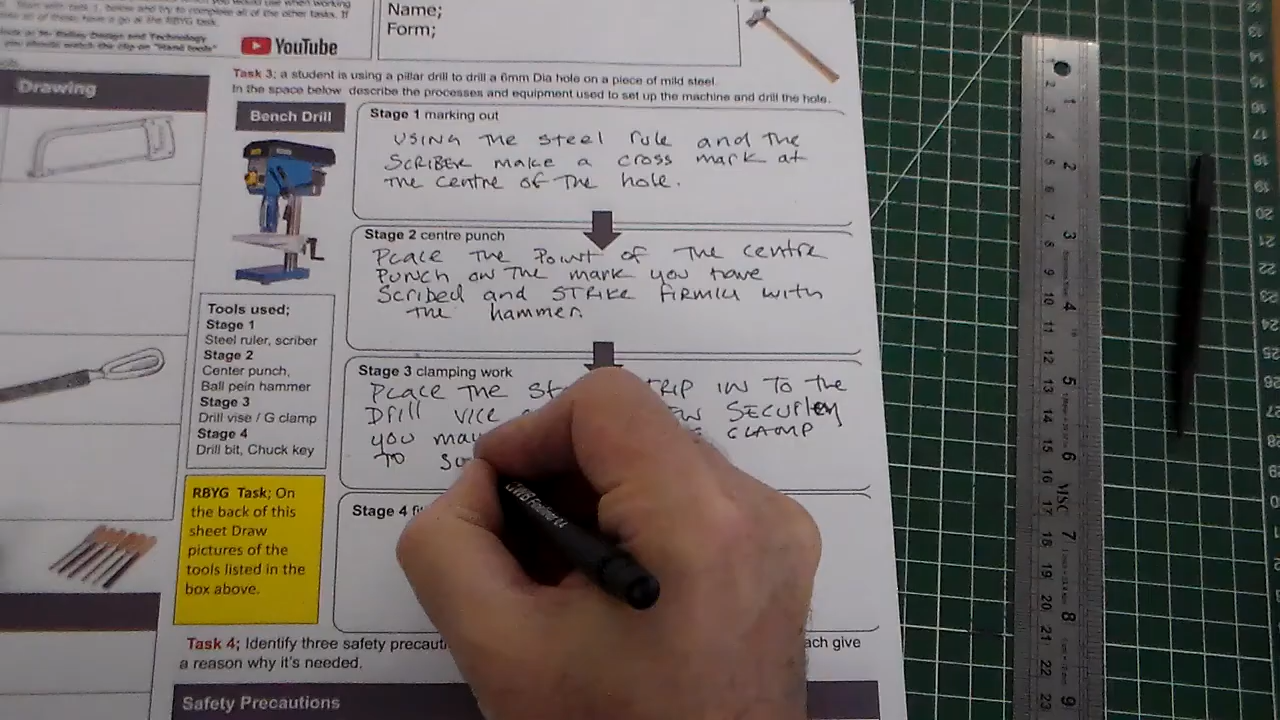 YouTube
Name;
Form;
Task 3; a student is using a pillar drill to drill a 6mm Dia hole on a piece of mild steel.
In the space below describe the processes and equipment used to set up the machine and drill the hole.
Drawing
Bench Drill
Stage 1 marking out
USING THE STEEL rule and the
SCRIBER MAKE a cross mark at
THE CENTRE OF THE hole.
Stage 2 centre punch
PLACE THE POINT of THE CENTRE
PUNCH ON THE MARK YOU HAVE
Scribed and STRIKE FIRMLY with
THE hammer.
Tools used;
Stage 1
Steel ruler, scriber
Stage 2
Center punch,
Ball pein hammer
Stage 3
Drill vise / G clamp
Stage 4
Drill bit, Chuck key
Stage 3 clamping work
PLACE THE IN TO THE
DRILL VICE
YOU CLAMP
TO
Stage 4
RBYG Task; On
the back of this
sheet Draw
pictures of the
tools listed in the
box above.
Task 4; Identify three safety give
a reason why it's needed.
Safety Precautions